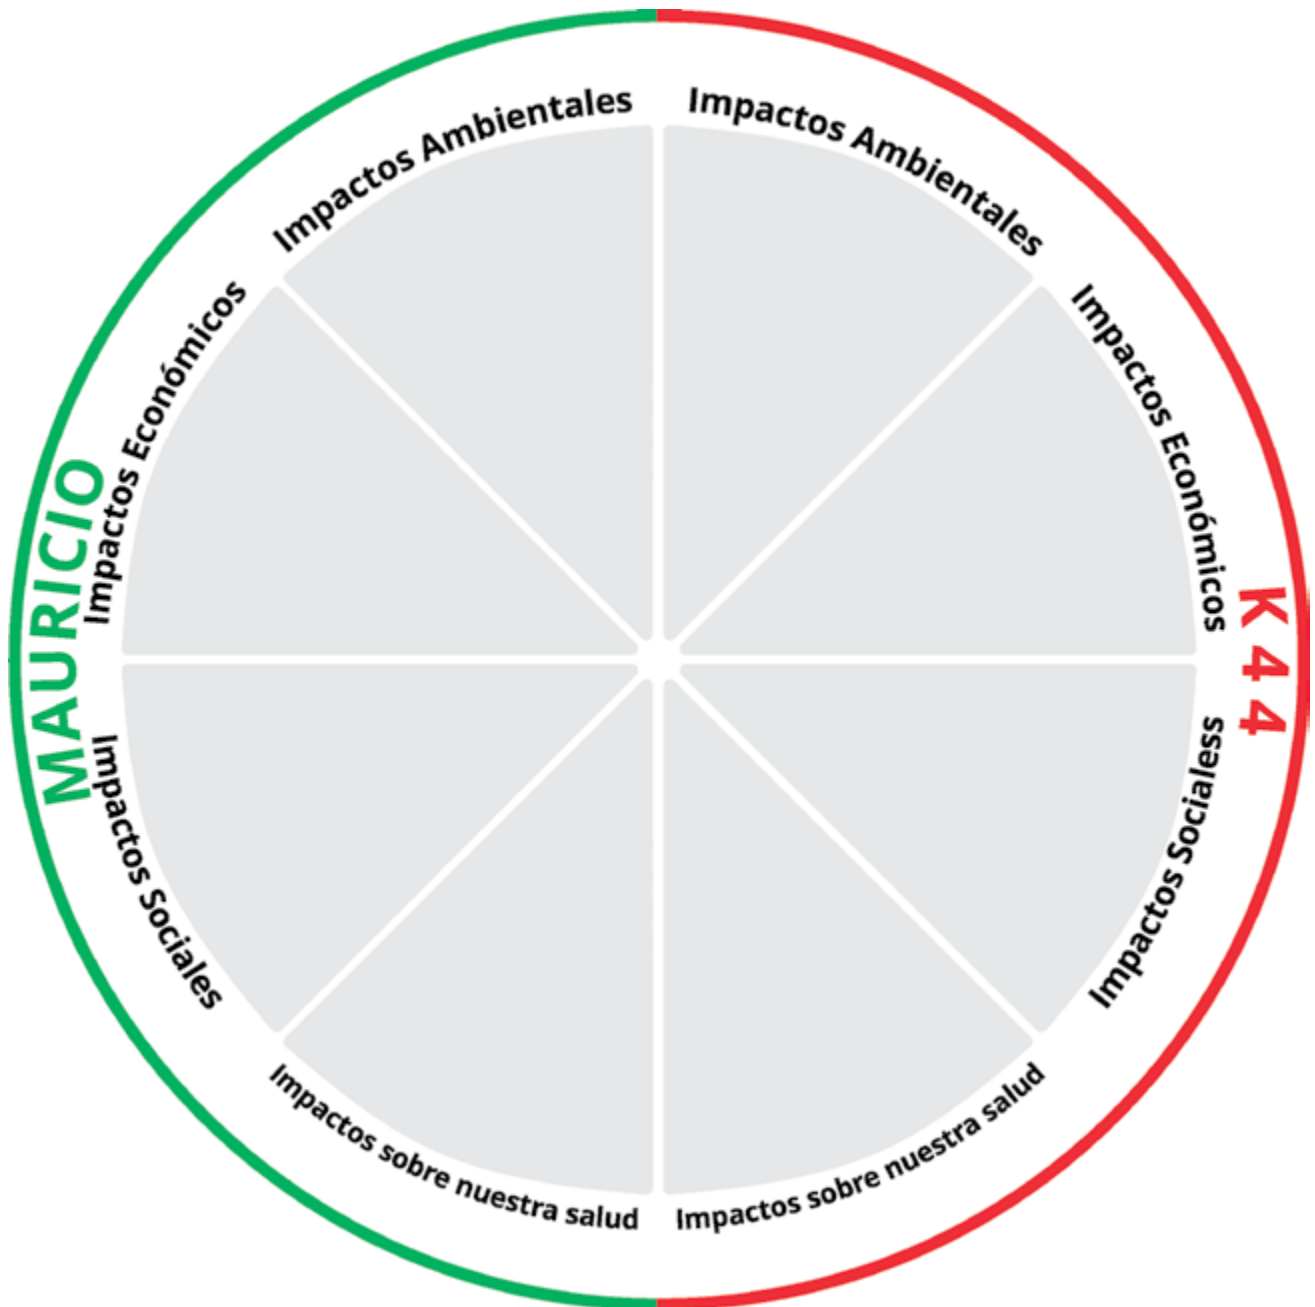 Impactos Ambientales
Impactos Ambientales
Impactos Económicos
Impactos Económicos
MAURICIO
K 4 4
Impactos Sociales
Impactos Socialess
Impactos sobre nuestra salud
Impactos sobre nuestra salud